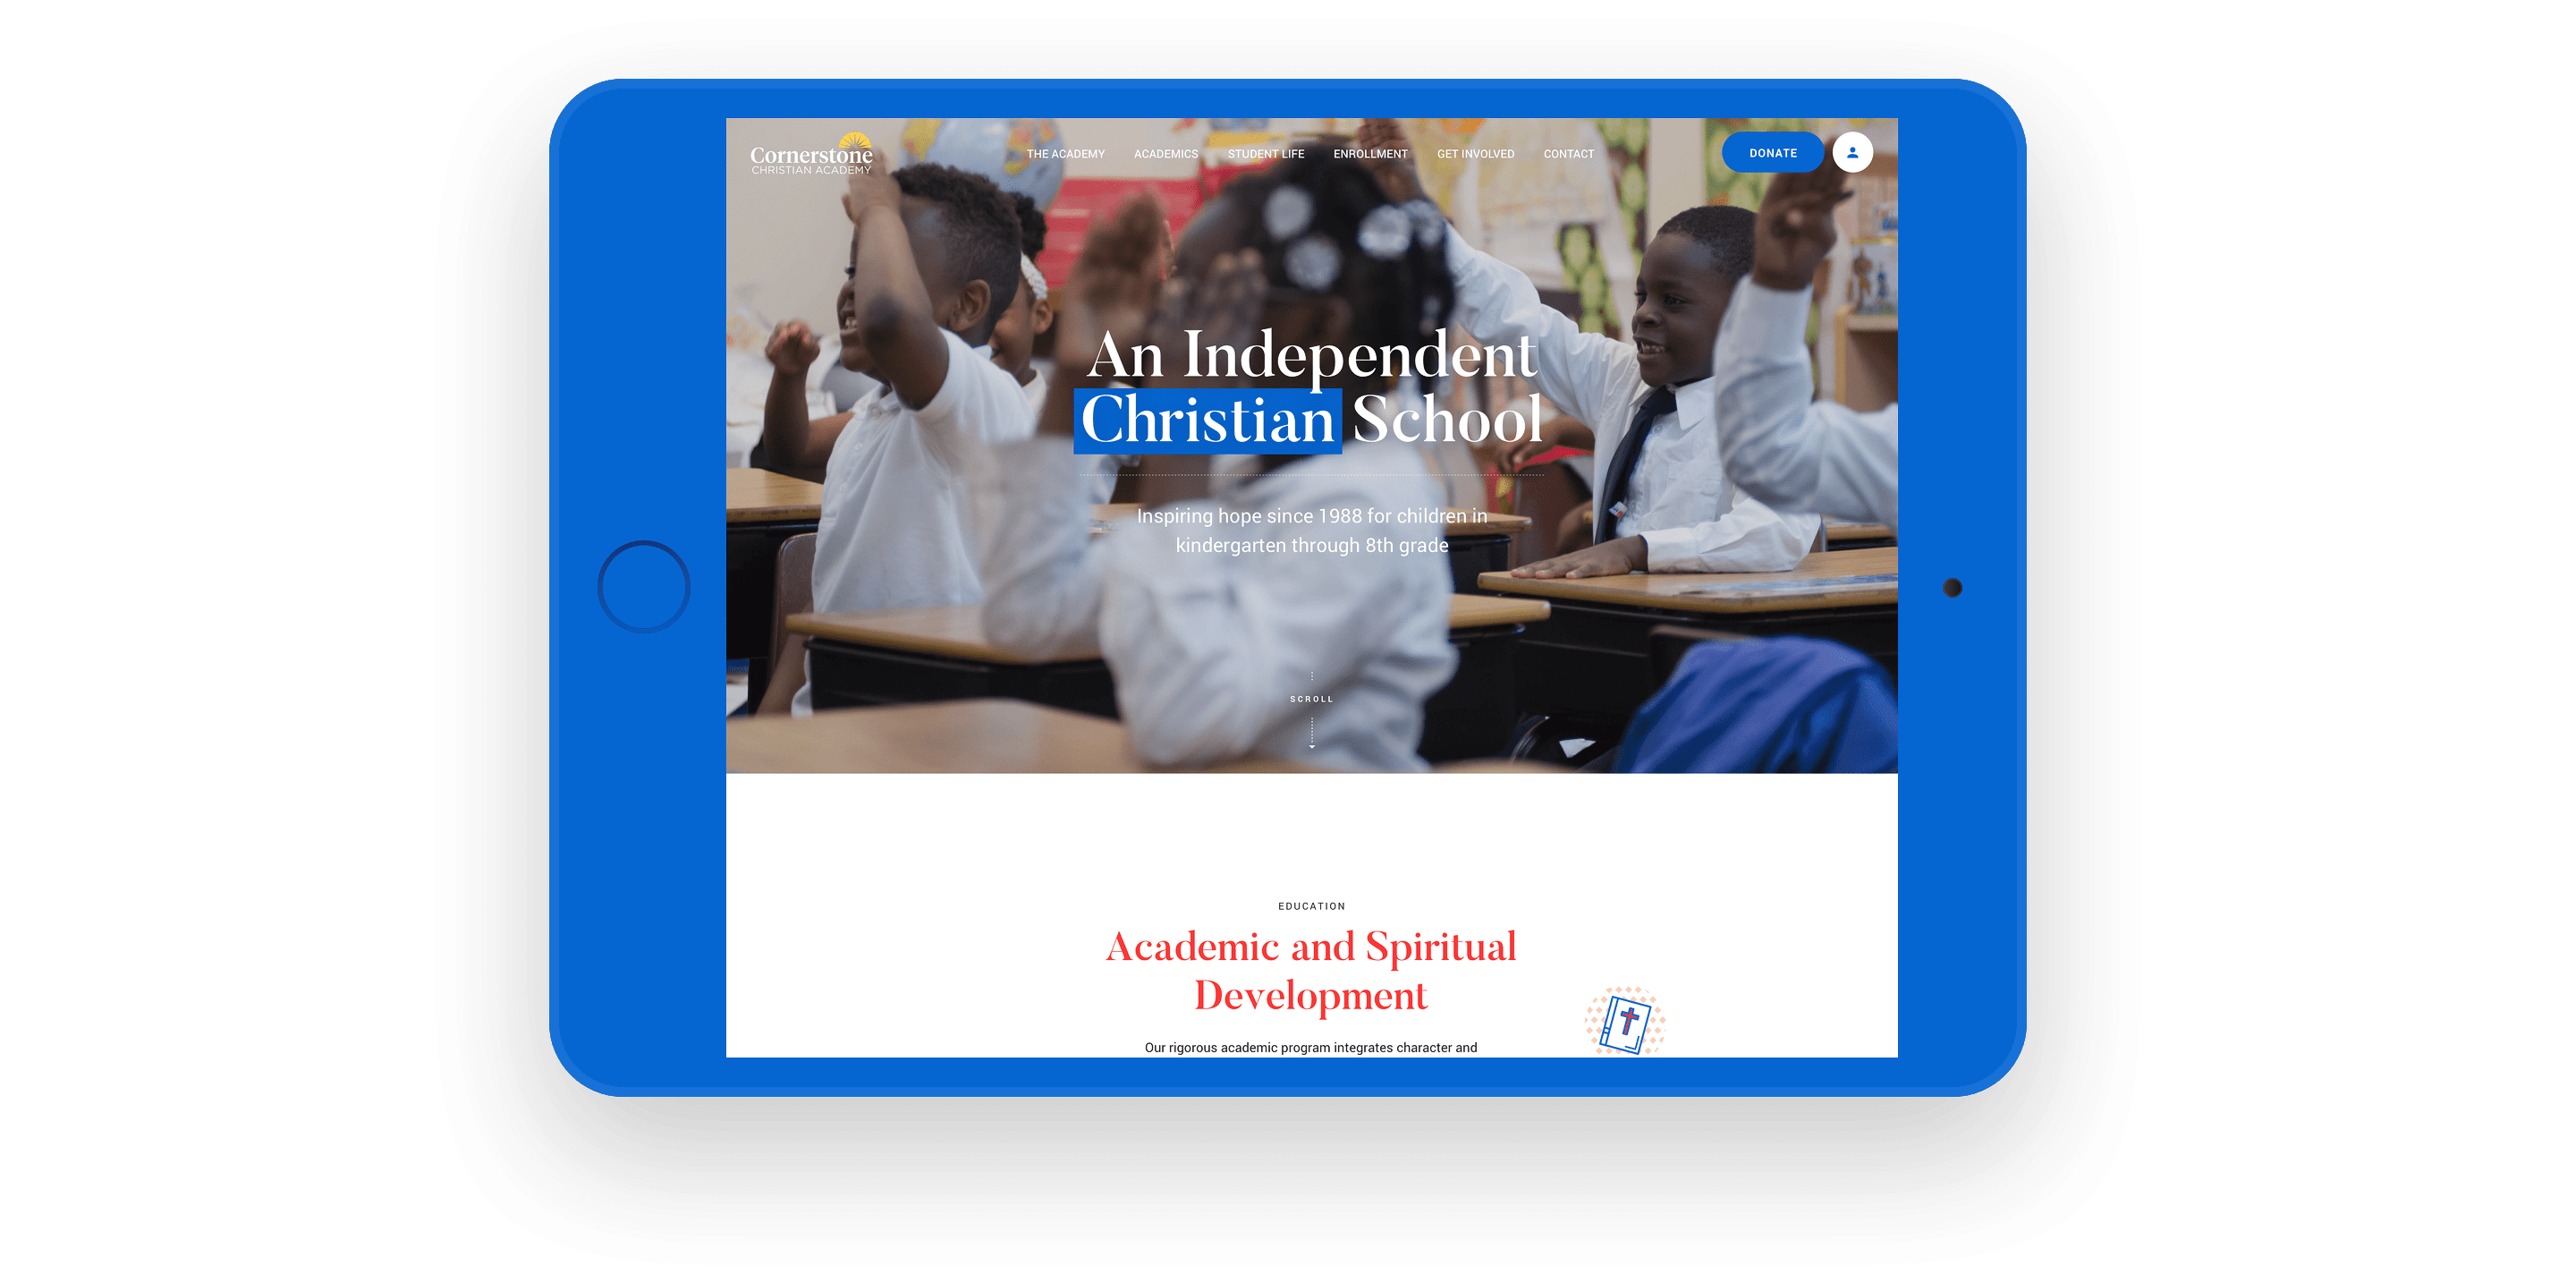 Cornerstone
CHRISTIAN ACADEMY
THE ACADEMY
ACADEMICS
STUDENT LIFE
ENROLLMENT
GET INVOLVED
CONTACT
DONATE
An Independent
Christian School
Inspiring hope since 1988 for children in
kindergarten through 8th grade
SCROLL
EDUCATION
Academic and Spiritual
Development
Our rigorous academic program integrates character and